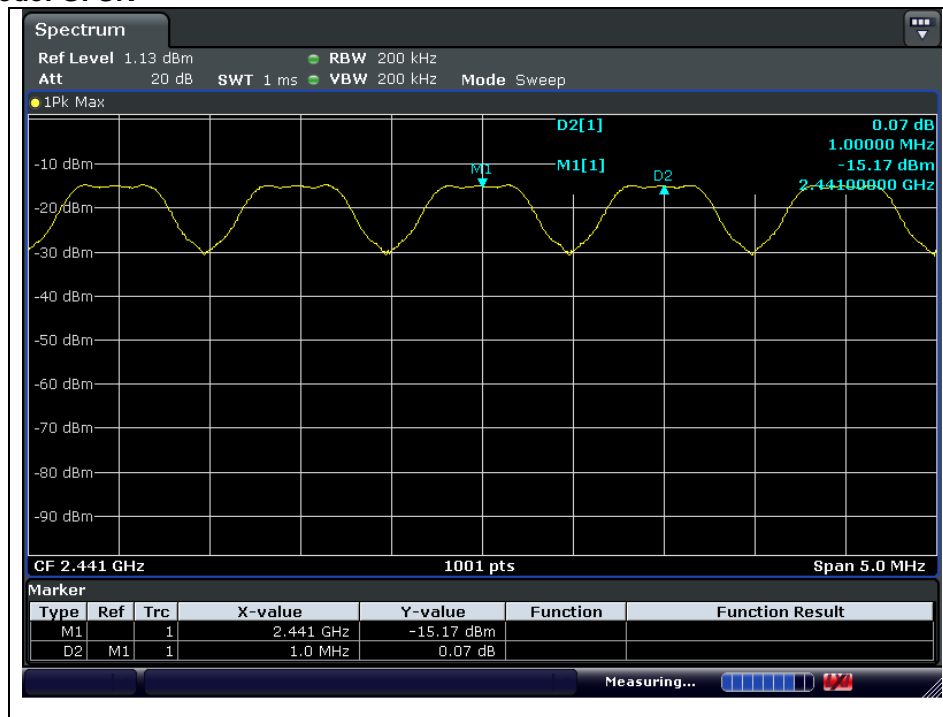 Spectrum
Ref Level 1.13 dBm RBW 200 kHz
Att 20 dB SWT 1 ms VBW 200 kHz Mode Sweep
1Pk Max
D2[1] 0.07 dB
1.00000 MHz
M1[1] -15.17 dBm
2.44100000 GHz
M1
D2
-10 dBm
-20 dBm
-30 dBm
-40 dBm
-50 dBm
-60 dBm
-70 dBm
-80 dBm
-90 dBm
CF 2.441 GHz 1001 pts Span 5.0 MHz
Marker
Type Ref Trc X-value Y-value Function Function Result
M1 1 2.441 GHz -15.17 dBm
D2 M1 1 1.0 MHz 0.07 dB
Measuring...